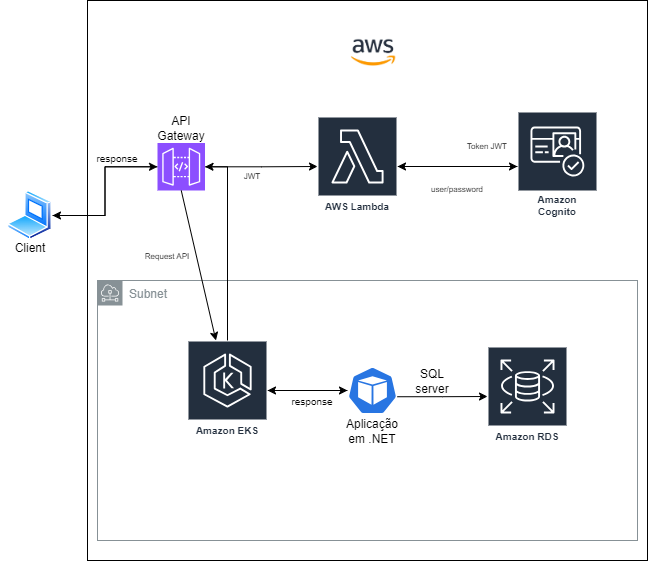 aws
API
Gateway
response
JWT
AWS Lambda
Token JWT
user/password
Amazon
Cognito
Client
Request API
Subnet
K
Amazon EKS
response
Aplicação
em .NET
SQL
server
Amazon RDS